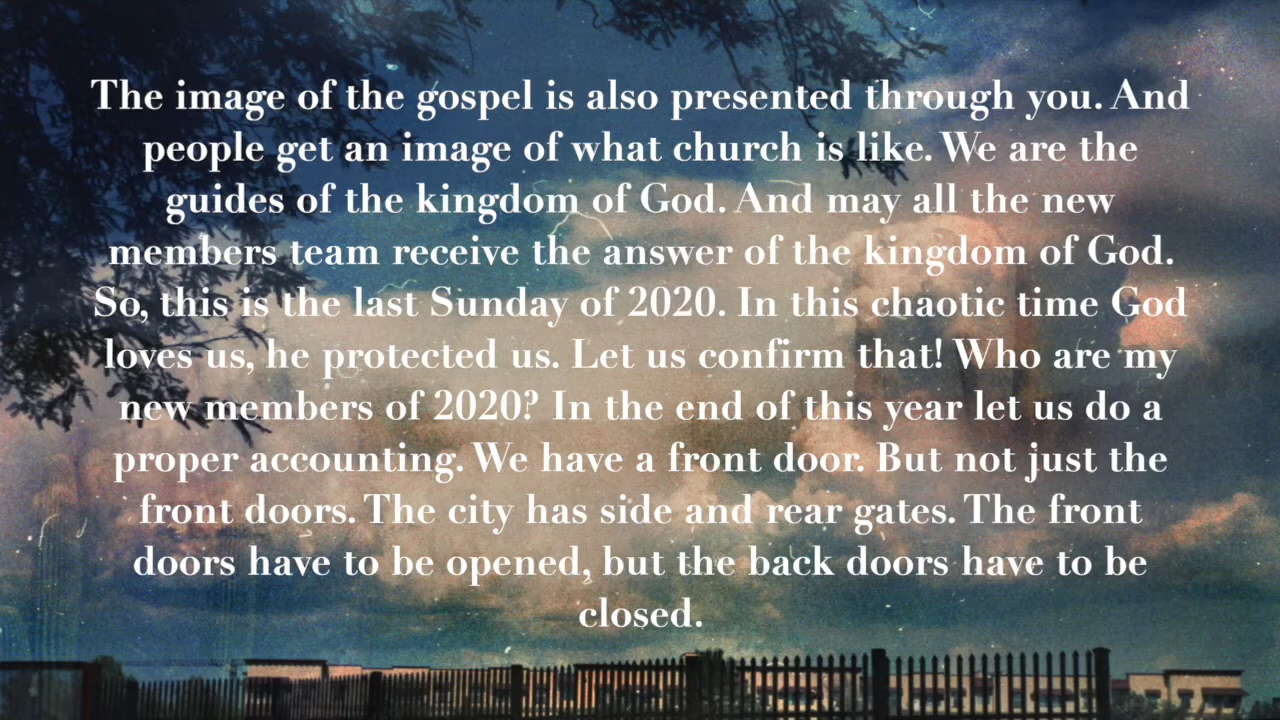 The image of the gospel is also presented through you. And
people get an image of what church is like. We are the
guides of the kingdom of God. And may all the new
members team receive the answer of the kingdom of God.
So, this is the last Sunday of 2020. In this chaotic time God
loves us, he protected us. Let us confirm that! Who are my
new members of 2020? In the end of this year let us do a
proper accounting. We have a front door. But not just the
front doors. The city has side and rear gates. The front
doors have to be opened, but the back doors have to be
closed.